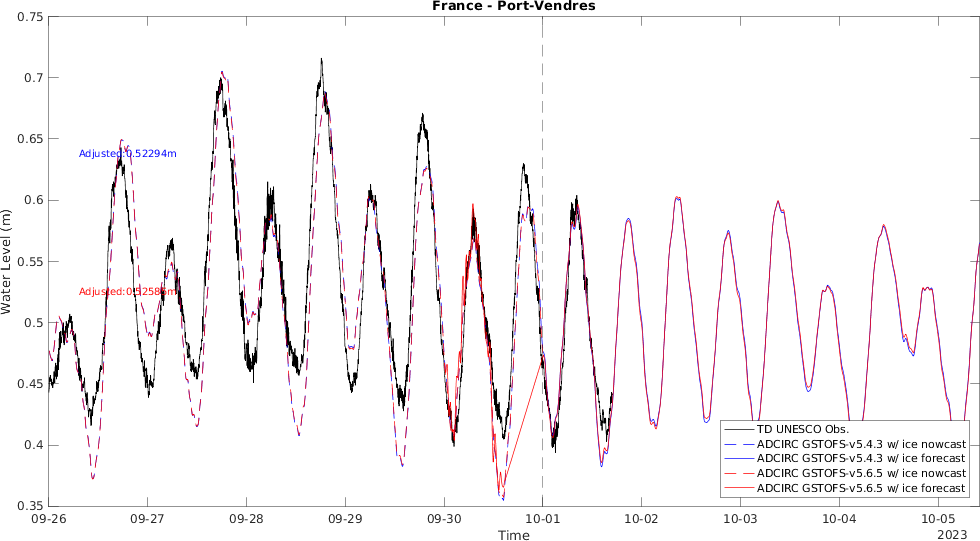 France - Port-Vendres
0.75
0.7
0.65
0.6
0.55
0.5
0.45
0.4
0.35
Water Level (m)
Adjusted:0.52294m
Adjusted:0.52585m
TD UNESCO Obs.
ADCIRC GSTOFS-v5.4.3 w/ ice nowcast
ADCIRC GSTOFS-v5.4.3 w/ ice forecast
ADCIRC GSTOFS-v5.6.5 w/ ice nowcast
ADCIRC GSTOFS-v5.6.5 w/ ice forecast
09-26 09-27 09-28 09-29 09-30 10-01 10-02 10-03 10-04 10-05
Time
2023